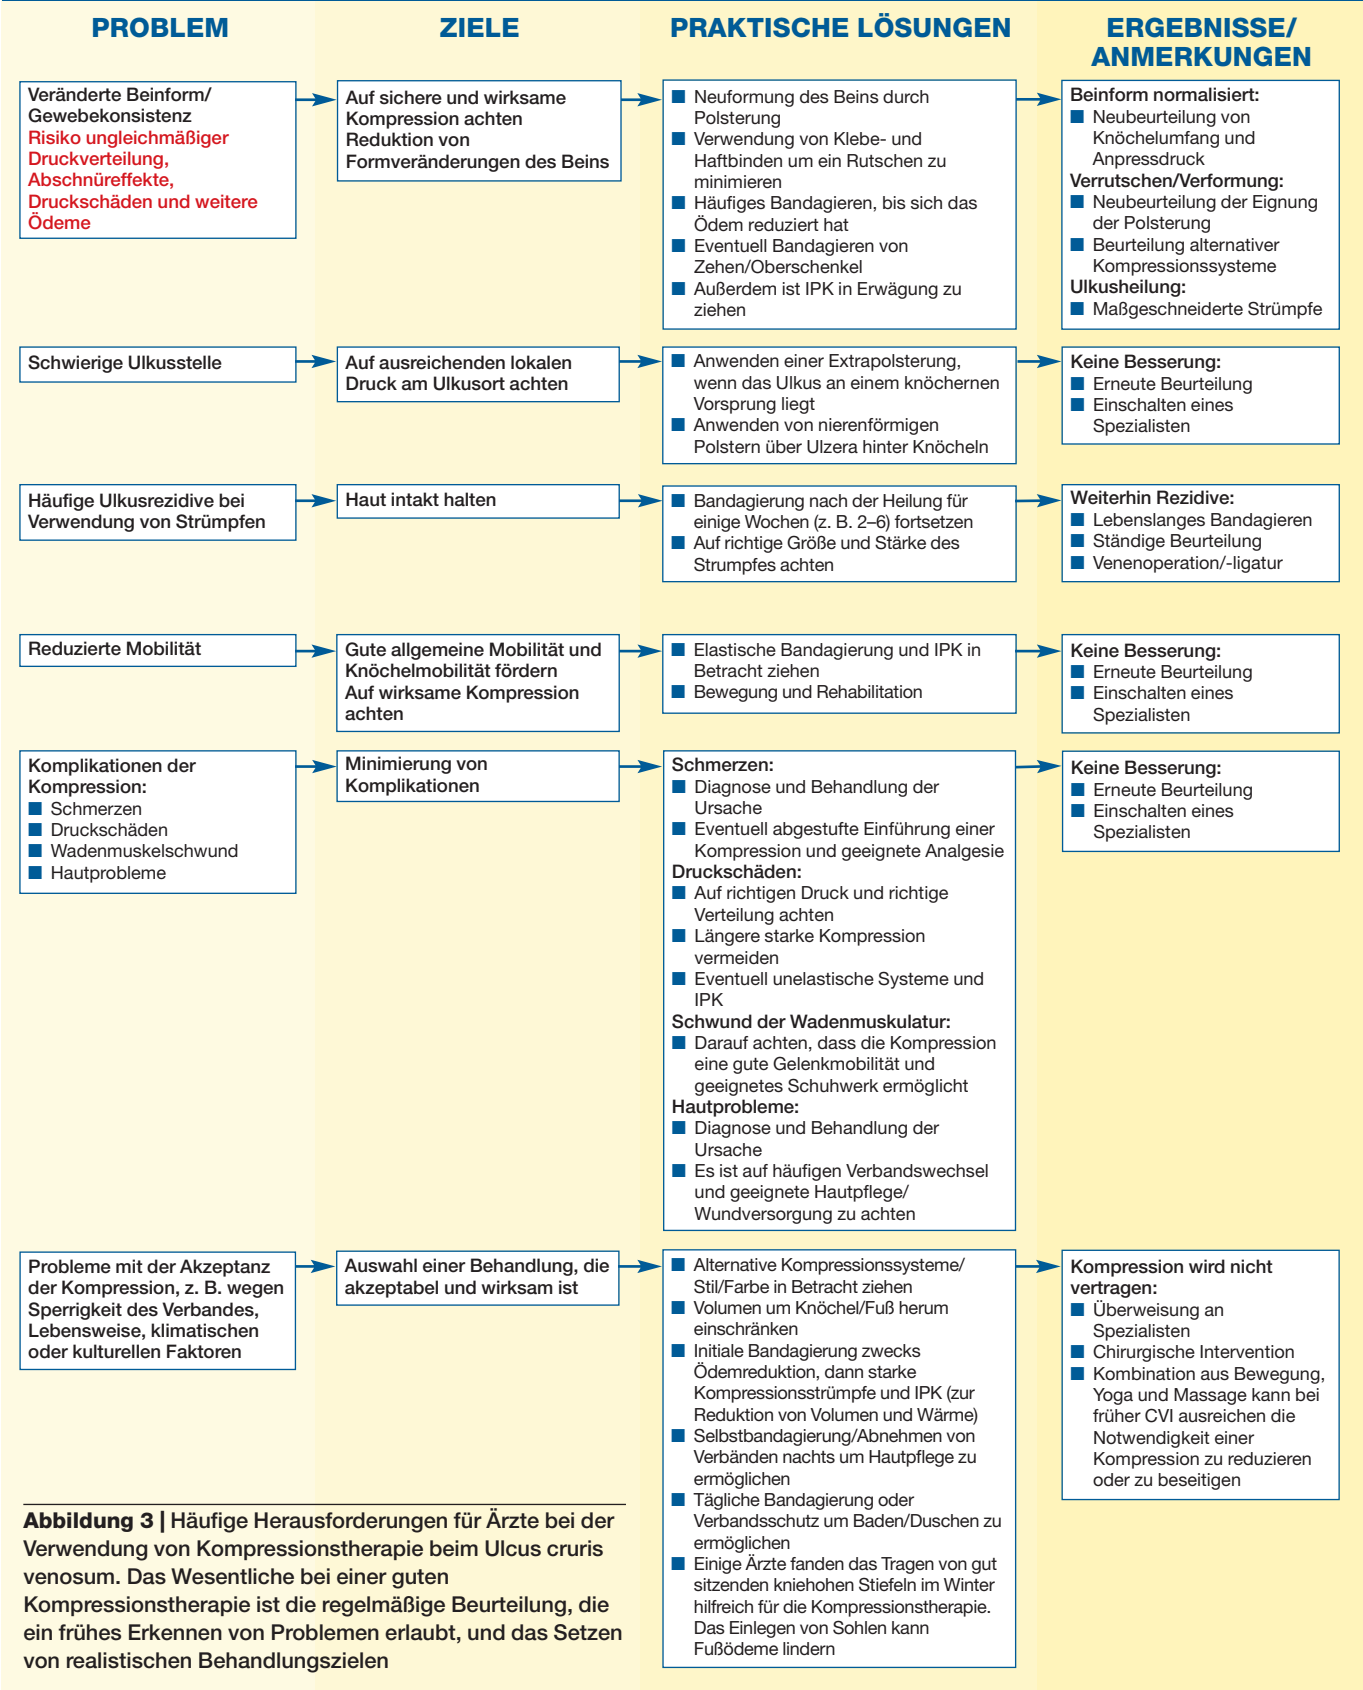 PROBLEM
ZIELE
PRAKTISCHE LÖSUNGEN
ERGEBNISSE/
ANMERKUNGEN
Veränderte Beinform/
Gewebekonsistenz
Risiko ungleichmäßiger
Druckverteilung,
Abschnüreffekte,
Druckschäden und weitere
Ödeme
Auf sichere und wirksame
Kompression achten
Reduktion von
Formveränderungen des Beins
■ Neuformung des Beins durch
Polsterung
■ Verwendung von Klebe- und
Haftbinden um ein Rutschen zu
minimieren
■ Häufiges Bandagieren, bis sich das
Ödem reduziert hat
■ Eventuell Bandagieren von
Zehen/Oberschenkel
■ Außerdem ist IPK in Erwägung zu
ziehen
Beinform normalisiert:
■ Neubeurteilung von
Knöchelumfang und
Anpressdruck
Verrutschen/Verformung:
■ Neubeurteilung der Eignung
der Polsterung
■ Beurteilung alternativer
Kompressionssysteme
Ulkusheilung:
■ Maßgeschneiderte Strümpfe
Schwierige Ulkusstelle
Auf ausreichenden lokalen
Druck am Ulkusort achten
■ Anwenden einer Extrapolsterung,
wenn das Ulkus an einem knöchernen
Vorsprung liegt
■ Anwenden von nierenförmigen
Polstern über Ulzera hinter Knöcheln
Keine Besserung:
■ Erneute Beurteilung
■ Einschalten eines
Spezialisten
Häufige Ulkusrezidive bei
Verwendung von Strümpfen
Haut intakt halten
■ Bandagierung nach der Heilung für
einige Wochen (z. B. 2–6) fortsetzen
■ Auf richtige Größe und Stärke des
Strumpfes achten
Weiterhin Rezidive:
■ Lebenslanges Bandagieren
■ Ständige Beurteilung
■ Venenoperation/-ligatur
Reduzierte Mobilität
Gute allgemeine Mobilität und
Knöchelmobilität fördern
Auf wirksame Kompression
achten
■ Elastische Bandagierung und IPK in
Betracht ziehen
■ Bewegung und Rehabilitation
Keine Besserung:
■ Erneute Beurteilung
■ Einschalten eines
Spezialisten
Komplikationen der
Kompression:
■ Schmerzen
■ Druckschäden
■ Wadenmuskelschwund
■ Hautprobleme
Minimierung von
Komplikationen
Schmerzen:
■ Diagnose und Behandlung der
Ursache
■ Eventuell abgestufte Einführung einer
Kompression und geeignete Analgesie
Druckschäden:
■ Auf richtigen Druck und richtige
Verteilung achten
■ Längere starke Kompression
vermeiden
■ Eventuell unelastische Systeme und
IPK
Schwund der Wadenmuskulatur:
■ Darauf achten, dass die Kompression
eine gute Gelenkmobilität und
geeignetes Schuhwerk ermöglicht
Hautprobleme:
■ Diagnose und Behandlung der
Ursache
■ Es ist auf häufigen Verbandswechsel
und geeignete Hautpflege/
Wundversorgung zu achten
Keine Besserung:
■ Erneute Beurteilung
■ Einschalten eines
Spezialisten
Probleme mit der Akzeptanz
der Kompression, z. B. wegen
Sperrigkeit des Verbandes,
Lebensweise, klimatischen
oder kulturellen Faktoren
Auswahl einer Behandlung, die
akzeptabel und wirksam ist
■ Alternative Kompressionssysteme/
Stil/Farbe in Betracht ziehen
■ Volumen um Knöchel/Fuß herum
einschränken
■ Initiale Bandagierung zwecks
Ödemreduktion, dann starke
Kompressionsstrümpfe und IPK (zur
Reduktion von Volumen und Wärme)
■ Selbstbandagierung/Abnehmen von
Verbänden nachts um Hautpflege zu
ermöglichen
■ Tägliche Bandagierung oder
Verbandsschutz um Baden/Duschen zu
ermöglichen
■ Einige Ärzte fanden das Tragen von gut
sitzenden kniehohen Stiefeln im Winter
hilfreich für die Kompressionstherapie.
Das Einlegen von Sohlen kann
Fußödeme lindern
Kompression wird nicht
vertragen:
■ Überweisung an
Spezialisten
■ Chirurgische Intervention
■ Kombination aus Bewegung,
Yoga und Massage kann bei
früher CVI ausreichen die
Notwendigkeit einer
Kompression zu reduzieren
oder zu beseitigen
Abbildung 3 | Häufige Herausforderungen für Ärzte bei der
Verwendung von Kompressionstherapie beim Ulcus cruris
venosum. Das Wesentliche bei einer guten
Kompressionstherapie ist die regelmäßige Beurteilung, die
ein frühes Erkennen von Problemen erlaubt, und das Setzen
von realistischen Behandlungszielen